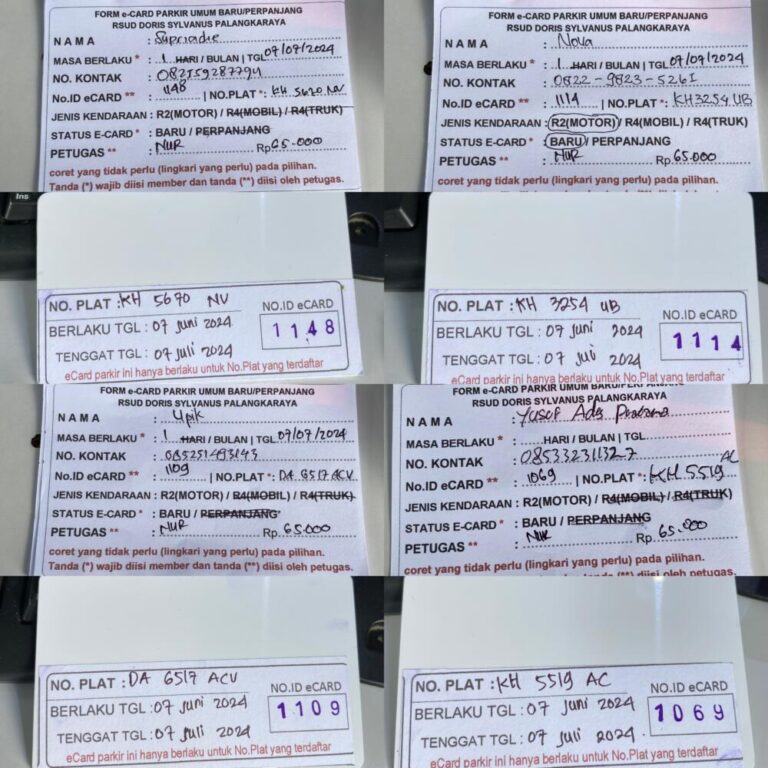 FORM e-CARD PARKIR UMUM BARU/PERPANJANG
RSUD DORIS SYLVANUS PALANGKARAYA
NAMA : Supriadie
MASA BERLAKU * : 1 HARI / BULAN | TGL 07/07/2024
NO. KONTAK : 082159287794
No.ID eCARD ** : 1148 | NO.PLAT * : KH 5670 NV
JENIS KENDARAAN : R2(MOTOR) / R4(MOBIL) / R4(TRUK)
STATUS E-CARD * : BARU / PERPANJANG
PETUGAS ** : NUR Rp. 65.000
coret yang tidak perlu (lingkari yang perlu) pada pilihan.
Tanda (*) wajib diisi member dan tanda (**) diisi oleh petugas.
FORM e-CARD PARKIR UMUM BARU/PERPANJANG
RSUD DORIS SYLVANUS PALANGKARAYA
NAMA : Nova
MASA BERLAKU * : 1 HARI / BULAN | TGL 07/07/2024
NO. KONTAK : 0822-9823-5261
No.ID eCARD ** : 1114 | NO.PLAT * : KH 3254 UB
JENIS KENDARAAN : R2(MOTOR) / R4(MOBIL) / R4(TRUK)
STATUS E-CARD * : BARU / PERPANJANG
PETUGAS ** : NUR Rp. 65.000
coret yang tidak perlu (lingkari yang perlu) pada pilihan.
Ins
NO. PLAT : KH 5670 NV
NO.ID eCARD
BERLAKU TGL : 07 juni 2024
1148
TENGGAT TGL : 07 juli 2024
eCard parkir ini hanya berlaku untuk No.Plat yang terdaftar
NO. PLAT : KH 3254 UB
NO.ID eCARD
BERLAKU TGL : 07 juni 2024
1114
TENGGAT TGL : 07 juli 2024
eCard parkir ini hanya berlaku untuk No.Plat yang terdaftar
FORM e-CARD PARKIR UMUM BARU/PERPANJANG
RSUD DORIS SYLVANUS PALANGKARAYA
NAMA : Upik
MASA BERLAKU * : 1 HARI / BULAN | TGL 07/07/2024
NO. KONTAK : 085251493143
No.ID eCARD ** : 1109 | NO.PLAT * : DA 6517 ACV
JENIS KENDARAAN : R2(MOTOR) / R4(MOBIL) / R4(TRUK)
STATUS E-CARD * : BARU / PERPANJANG
PETUGAS ** : NUR Rp. 65.000
coret yang tidak perlu (lingkari yang perlu) pada pilihan.
Tanda (*) wajib diisi member dan tanda (**) diisi oleh petugas.
FORM e-CARD PARKIR UMUM BARU/PERPANJANG
RSUD DORIS SYLVANUS PALANGKARAYA
NAMA : Yusuf
MASA BERLAKU * : HARI / BULAN | TGL.
NO. KONTAK : 085332311327
No.ID eCARD ** : 1069 | NO.PLAT * : KH 5519 AC
JENIS KENDARAAN : R2(MOTOR) / R4(MOBIL) / R4(TRUK)
STATUS E-CARD * : BARU / PERPANJANG
PETUGAS ** : NUR Rp. 65.000
coret yang tidak perlu (lingkari yang perlu) pada pilihan.
NO. PLAT : DA 6517 ACV
NO.ID eCARD
BERLAKU TGL : 07 juni 2024
1109
TENGGAT TGL : 07 juli 2024
eCard parkir ini hanya berlaku untuk No.Plat yang terdaftar
NO. PLAT : KH 5519 AC
NO.ID eCARD
BERLAKU TGL : 07 juni 2024
1069
TENGGAT TGL : 07 juli 2024
eCard parkir ini hanya berlaku untuk No.Plat yang terdaftar